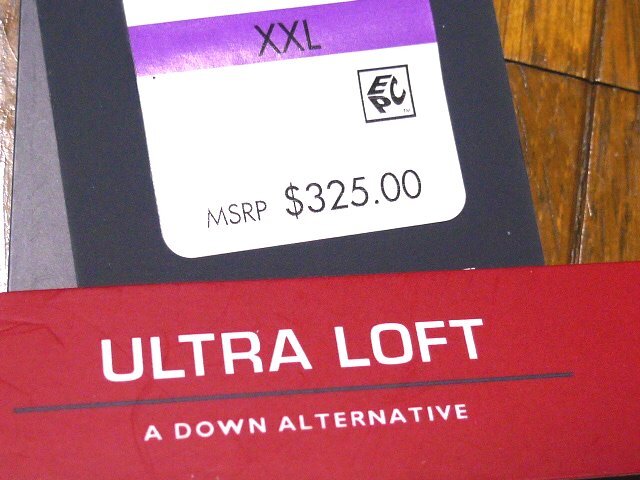 XXL
EPC
MSRP $325.00
ULTRA LOFT
A DOWN ALTERNATIVE